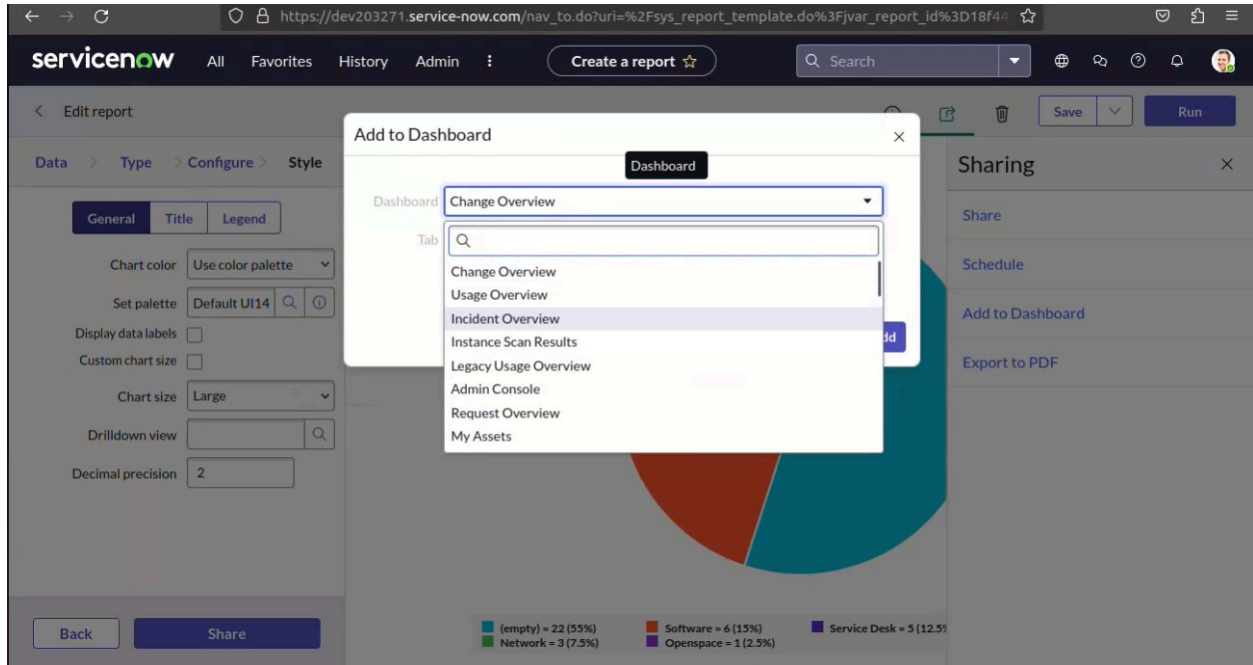 https://dev203271.service-now.com/nav_to.do?uri=%2Fsys_report_template.do%3Fjvar_report_id%3D18f44
servicenow All Favorites History Admin Create a report Search
Edit report Save Run
Data > Type > Configure > Style
General Title Legend
Chart color Use color palette
Set palette Default UI14
Display data labels
Custom chart size
Chart size Large
Drilldown view
Decimal precision 2
Back Share
Add to Dashboard
Dashboard
Dashboard Change Overview
Tab
Change Overview
Usage Overview
Incident Overview
Instance Scan Results
Legacy Usage Overview
Admin Console
Request Overview
My Assets
(empty) = 22 (55%) Software = 6 (15%) Service Desk = 5 (12.5%
Network = 3 (7.5%) Openspace = 1 (2.5%)
Sharing
Share
Schedule
Add to Dashboard
Export to PDF